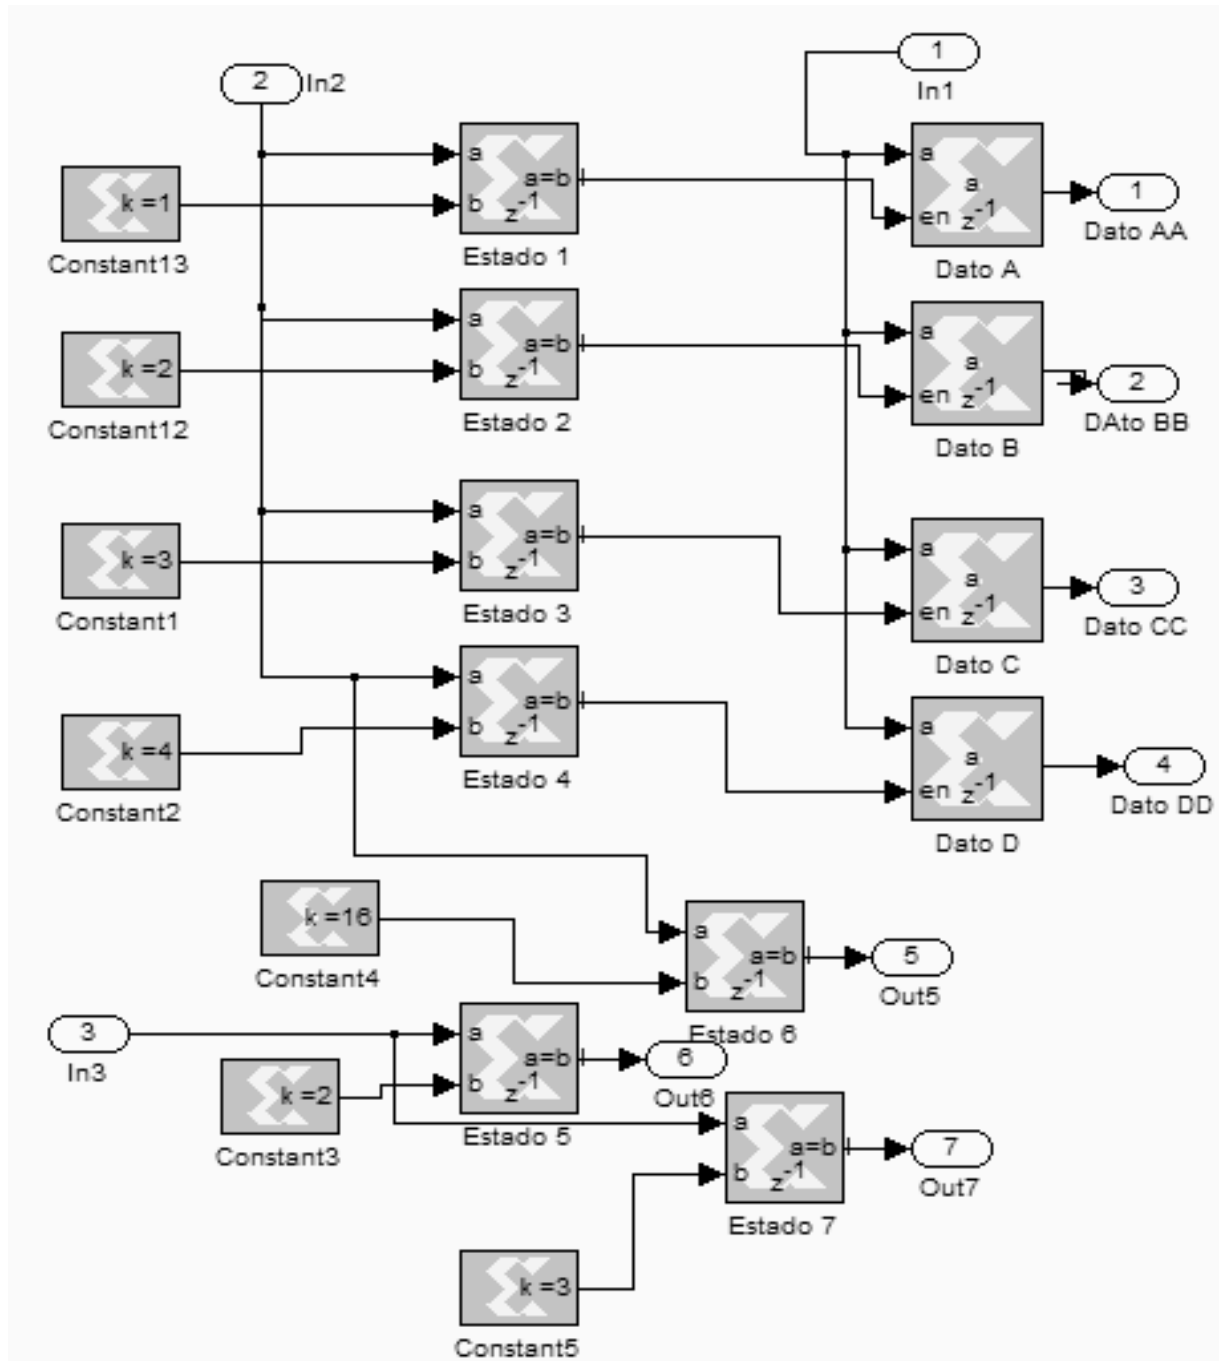 1
In1
2
In2
a
b
a=b
z-1
Estado 1
k =1
Constant13
a
en
a
z-1
Dato A
1
Dato AA
a
b
a=b
z-1
Estado 2
k =2
Constant12
a
en
a
z-1
Dato B
2
DAto BB
a
b
a=b
z-1
Estado 3
k =3
Constant1
a
en
a
z-1
Dato C
3
Dato CC
a
b
a=b
z-1
Estado 4
k =4
Constant2
a
en
a
z-1
Dato D
4
Dato DD
k =16
Constant4
a
b
a=b
z-1
Estado 6
5
Out5
3
In3
k =2
Constant3
a
b
a=b
z-1
Estado 5
6
Out6
a
b
a=b
z-1
Estado 7
7
Out7
k =3
Constant5